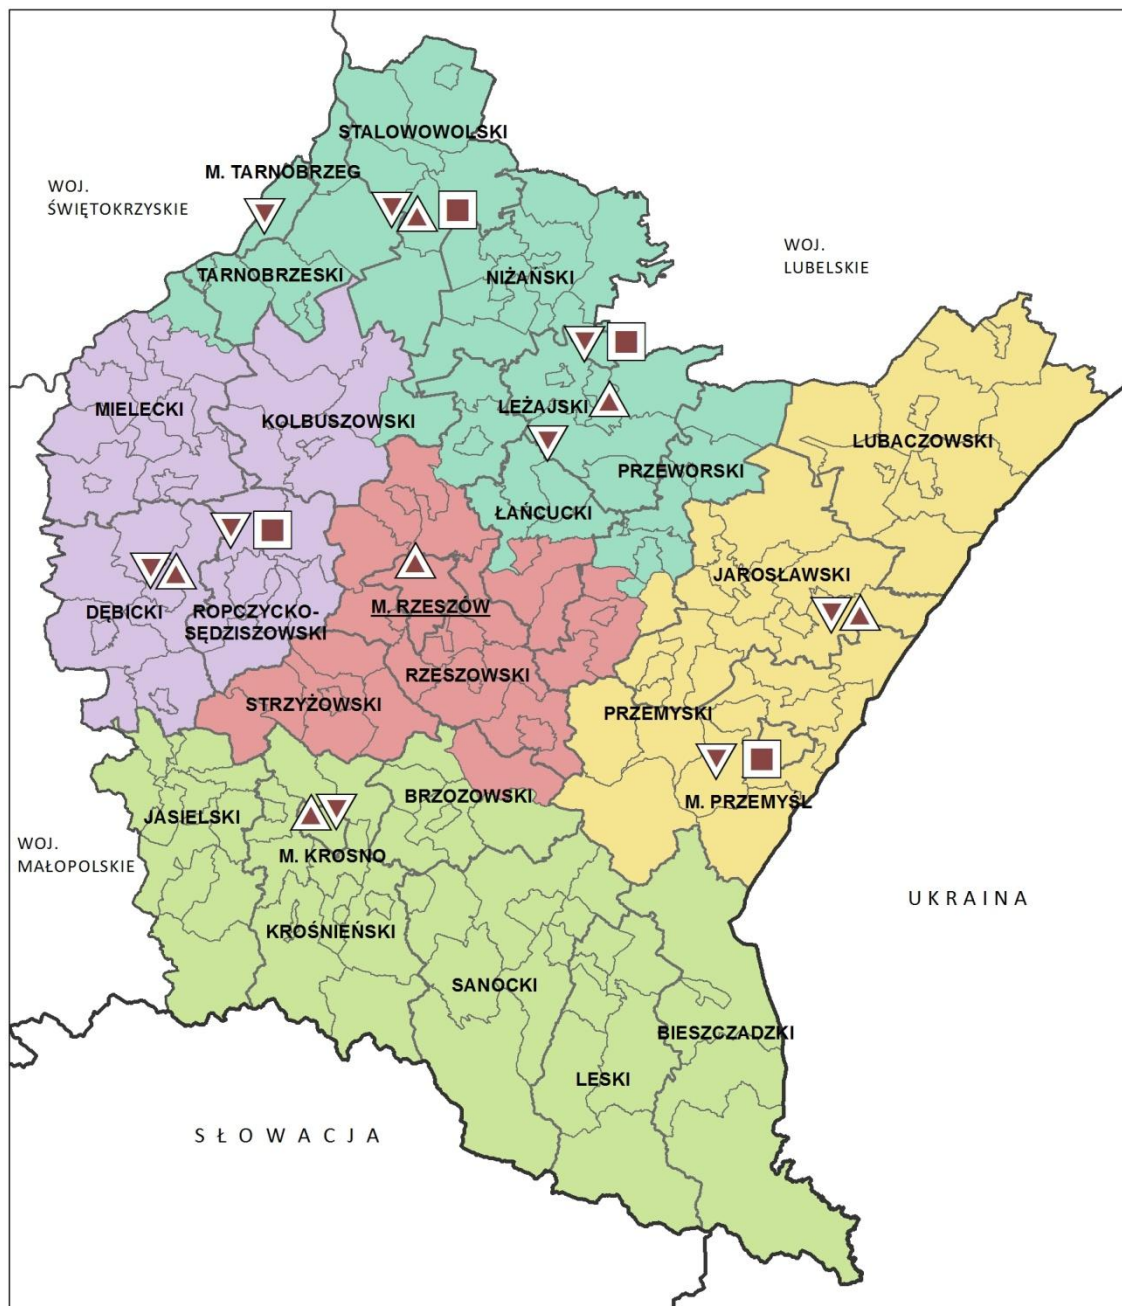 STALOWOWOLSKI
M. TARNOBRZEG
WOJ.
ŚWIĘTOKRZYSKIE
WOJ.
LUBELSKIE
TARNOBRZESKI
NIŻAŃSKI
MIELECKI
KOLBUSZOWSKI
LEŻAJSKI
LUBACZOWSKI
PRZEWORSKI
ŁAŃCUCKI
JAROSŁAWSKI
DĘBICKI
ROPCZYCKO-
SĘDZISZOWSKI
M. RZESZÓW
RZESZOWSKI
STRZYŻOWSKI
PRZEMYSKI
BRZOZOWSKI
M. PRZEMYŚL
JASIELSKI
WOJ.
MAŁOPOLSKIE
M. KROSNO
UKRAINA
KROŚNIEŃSKI
SANOCKI
BIESZCZADZKI
LESKI
SŁOWACJA